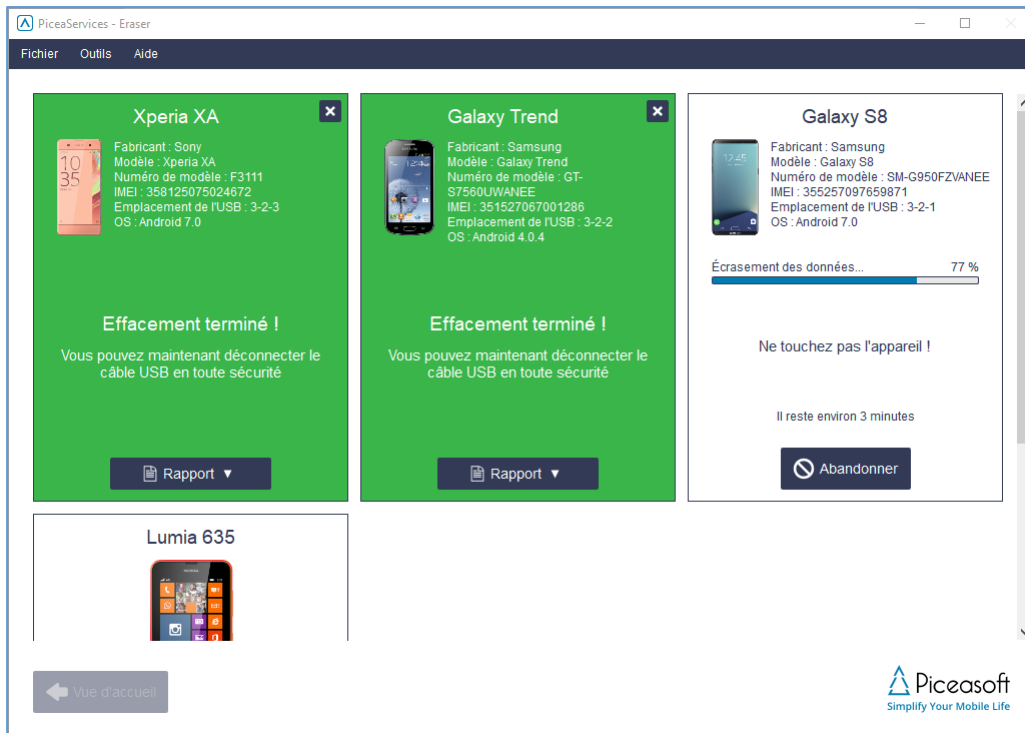 PiceaServices - Eraser
Fichier Outils Aide
Xperia XA
Fabricant : Sony
Modèle : Xperia XA
Numéro de modèle : F3111
IMEI : 358125075024672
Emplacement de l'USB : 3-2-3
OS : Android 7.0
10
35
Effacement terminé !
Vous pouvez maintenant déconnecter le
câble USB en toute sécurité
Rapport ▼
Galaxy Trend
Fabricant : Samsung
Modèle : Galaxy Trend
Numéro de modèle : GT-
S7560UWANEE
IMEI : 351527067001286
Emplacement de l'USB : 3-2-2
OS : Android 4.0.4
Effacement terminé !
Vous pouvez maintenant déconnecter le
câble USB en toute sécurité
Rapport ▼
Galaxy S8
Fabricant : Samsung
Modèle : Galaxy S8
Numéro de modèle : SM-G950FZVANEE
IMEI : 355257097659871
Emplacement de l'USB : 3-2-1
OS : Android 7.0
12:45
Écrasement des données... 77 %
Ne touchez pas l'appareil !
Il reste environ 3 minutes
Abandonner
Lumia 635
Vue d'accueil
Piceasoft
Simplify Your Mobile Life